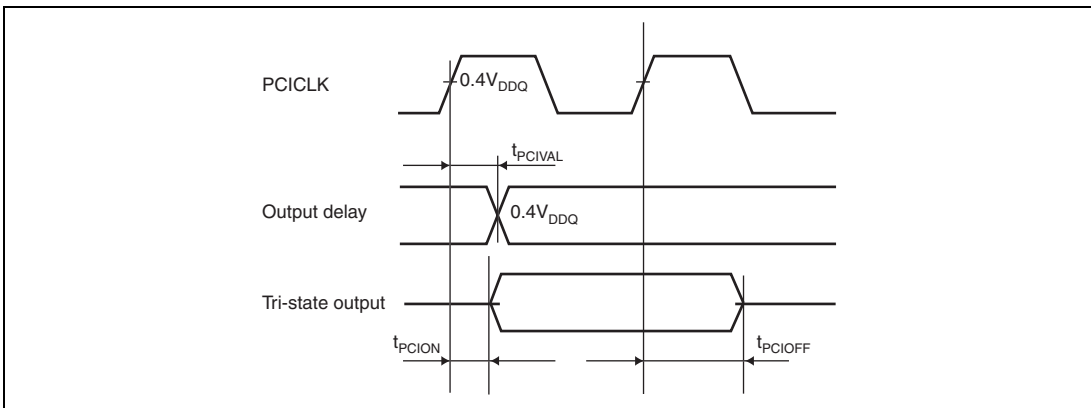 PCICLK
0.4VDDQ
tPCIVAL
Output delay
0.4VDDQ
Tri-state output
tPCION
tPCIOFF